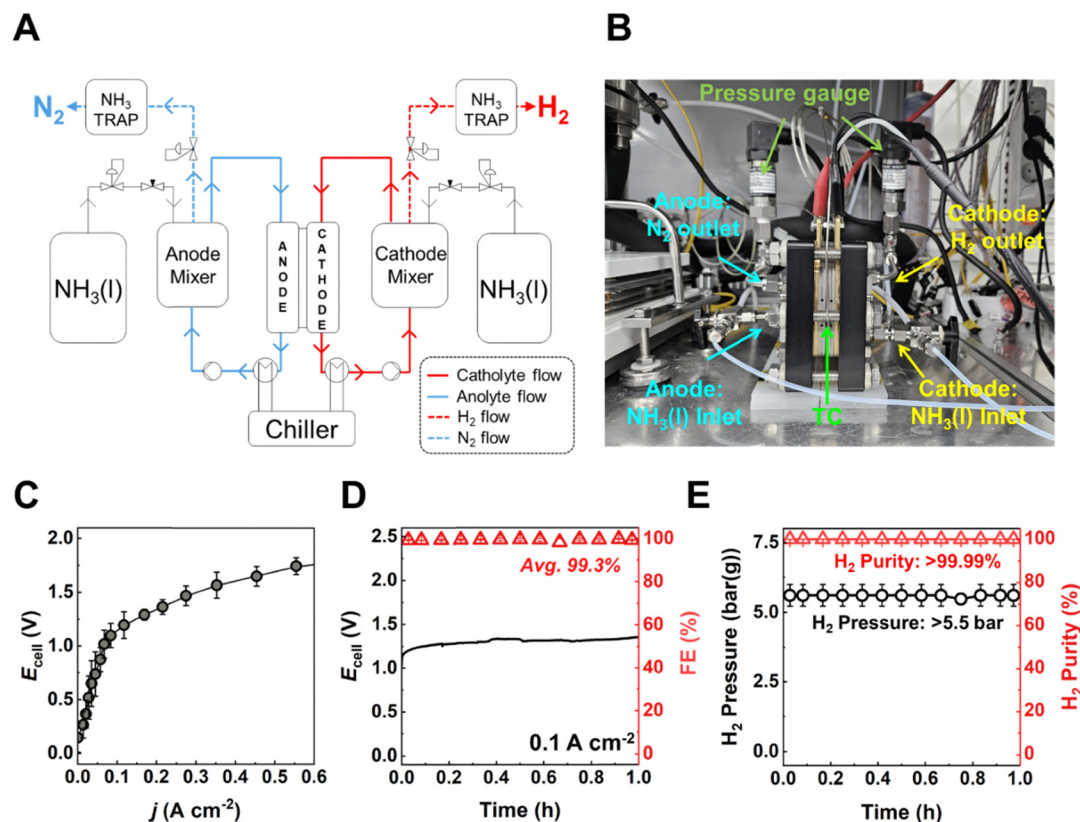 A
N2
NH3
TRAP
NH3
TRAP
H2
NH3(l)
Anode
Mixer
ANODE
CATHODE
Cathode
Mixer
NH3(l)
Chiller
Catholyte flow
Anolyte flow
H2 flow
N2 flow
B
Pressure gauge
Anode:
N2 outlet
Cathode:
H2 outlet
Anode:
NH3(l) Inlet
TC
Cathode:
NH3(l) Inlet
C
2.0
1.5
1.0
0.5
0.0
Ecell (V)
0.0 0.1 0.2 0.3 0.4 0.5 0.6
j (A cm-2)
D
2.5
2.0
1.5
1.0
0.5
0.0
Ecell (V)
Avg. 99.3%
0.1 A cm-2
100
80
60
40
20
0
FE (%)
0.0 0.2 0.4 0.6 0.8 1.0
Time (h)
E
7.5
5.0
2.5
0.0
H2 Pressure (bar(g))
H2 Purity: >99.99%
H2 Pressure: >5.5 bar
100
80
60
40
20
0
H2 Purity (%)
0.0 0.2 0.4 0.6 0.8 1.0
Time (h)